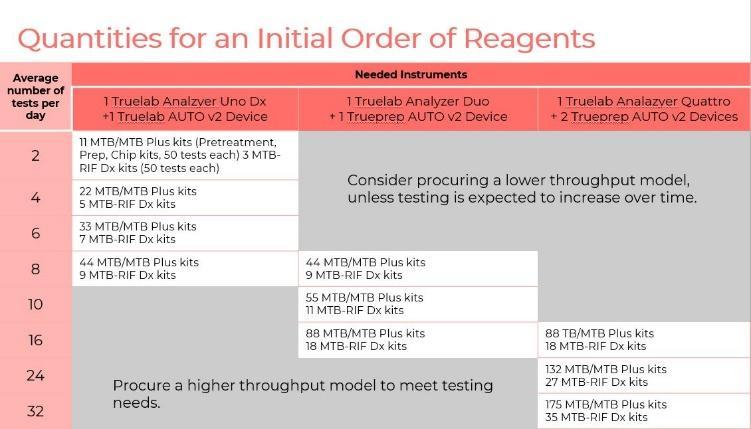 Quantities for an Initial Order of Reagents
Average
number of
tests per
day
Needed Instruments
1 Truelab Analzyer Uno Dx
+1 Truelab AUTO v2 Device
1 Truelab Analyzer Duo
+ 1 Trueprep AUTO v2 Device
1 Truelab Analazyer Quattro
+ 2 Trueprep AUTO v2 Devices
2
11 MTB/MTB Plus kits (Pretreatment,
Prep, Chip kits, 50 tests each) 3 MTB-
RIF Dx kits (50 tests each)
Consider procuring a lower throughput model,
unless testing is expected to increase over time.
4
22 MTB/MTB Plus kits
5 MTB-RIF Dx kits
6
33 MTB/MTB Plus kits
7 MTB-RIF Dx kits
8
44 MTB/MTB Plus kits
9 MTB-RIF Dx kits
44 MTB/MTB Plus kits
9 MTB-RIF Dx kits
10
55 MTB/MTB Plus kits
11 MTB-RIF Dx kits
16
88 MTB/MTB Plus kits
18 MTB-RIF Dx kits
88 TB/MTB Plus kits
18 MTB-RIF Dx kits
24
132 MTB/MTB Plus kits
27 MTB-RIF Dx kits
Procure a higher throughput model to meet testing
needs.
32
175 MTB/MTB Plus kits
35 MTB-RIF Dx kits